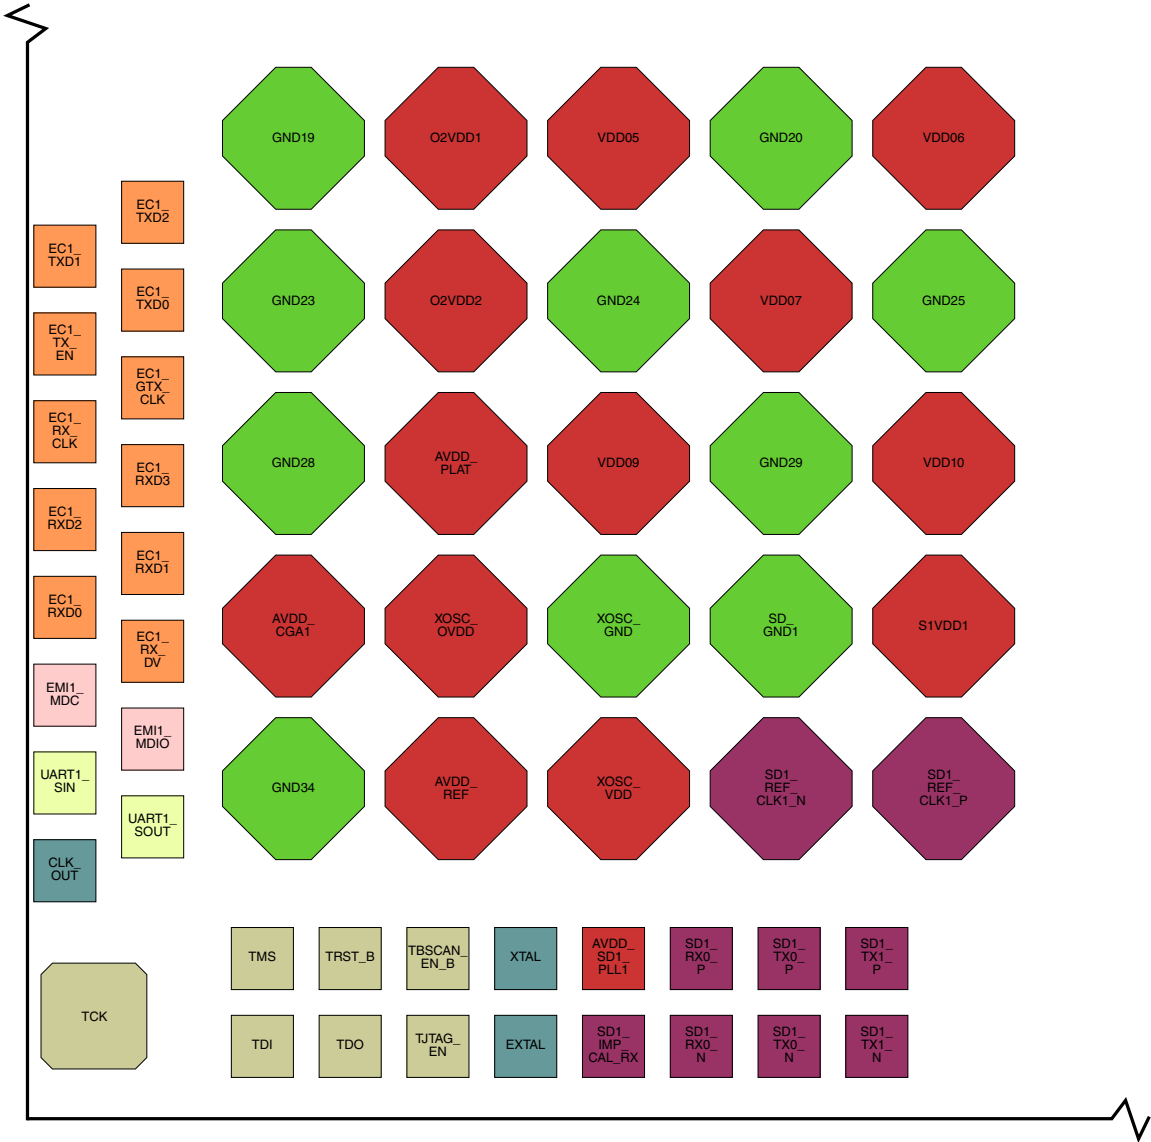 GND19
O2VDD1
VDD05
GND20
VDD06
EC1_
TXD2
EC1_
TXD1
EC1_
TXD0
GND23
O2VDD2
GND24
VDD07
GND25
EC1_
TX_
EN
EC1_
GTX_
CLK
EC1_
RX_
CLK
EC1_
RXD3
GND28
AVDD_
PLAT
VDD09
GND29
VDD10
EC1_
RXD2
EC1_
RXD1
EC1_
RXD0
EC1_
RX_
DV
AVDD_
CGA1
XOSC_
OVDD
XOSC_
GND
SD_
GND1
S1VDD1
EMI1_
MDC
EMI1_
MDIO
UART1_
SIN
UART1_
SOUT
GND34
AVDD_
REF
XOSC_
VDD
SD1_
REF_
CLK1_N
SD1_
REF_
CLK1_P
CLK_
OUT
TMS
TRST_B
TBSCAN_
EN_B
XTAL
AVDD_
SD1_
PLL1
SD1_
RX0_
P
SD1_
TX0_
P
SD1_
TX1_
P
TCK
TDI
TDO
TJTAG_
EN
EXTAL
SD1_
IMP_
CAL_RX
SD1_
RX0_
N
SD1_
TX0_
N
SD1_
TX1_
N